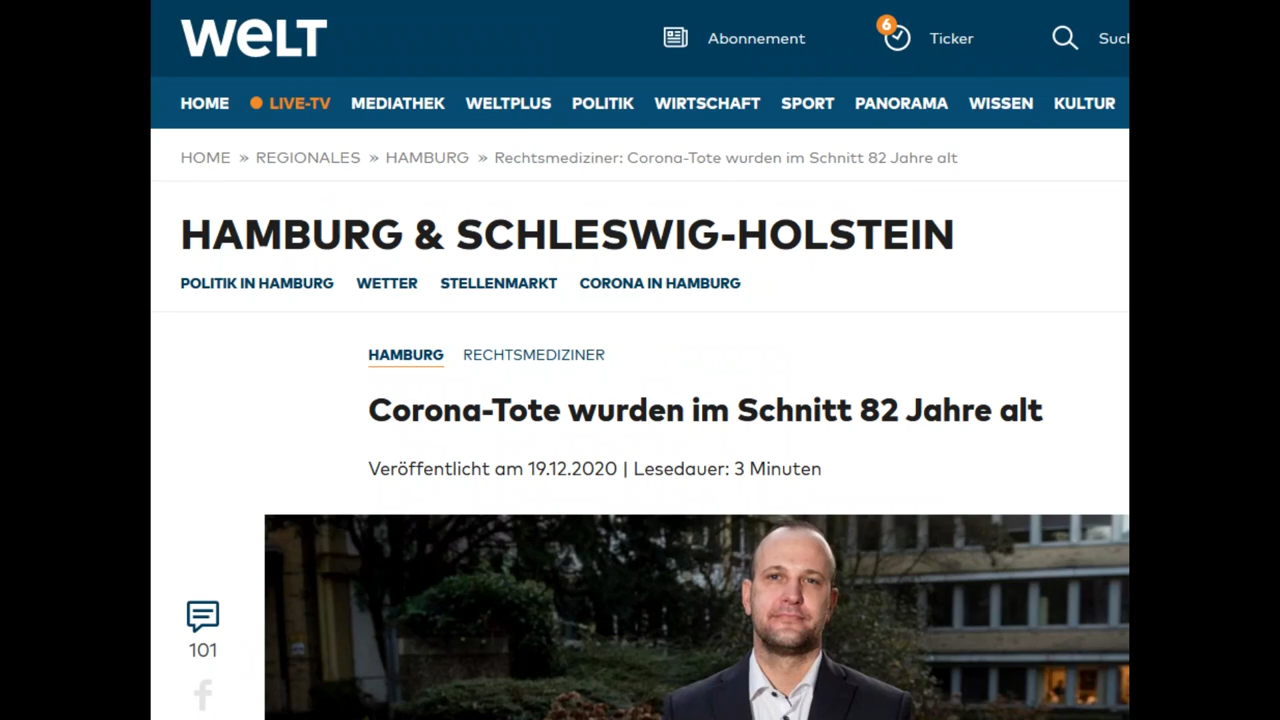 WELT
Abonnement
6
Ticker
HOME LIVE-TV MEDIATHEK WELTPLUS POLITIK WIRTSCHAFT SPORT PANORAMA WISSEN KULTUR
HOME » REGIONALES » HAMBURG » Rechtsmediziner: Corona-Tote wurden im Schnitt 82 Jahre alt
HAMBURG & SCHLESWIG-HOLSTEIN
POLITIK IN HAMBURG WETTER STELLENMARKT CORONA IN HAMBURG
HAMBURG RECHTSMEDIZINER
Corona-Tote wurden im Schnitt 82 Jahre alt
Veröffentlicht am 19.12.2020 | Lesedauer: 3 Minuten
101